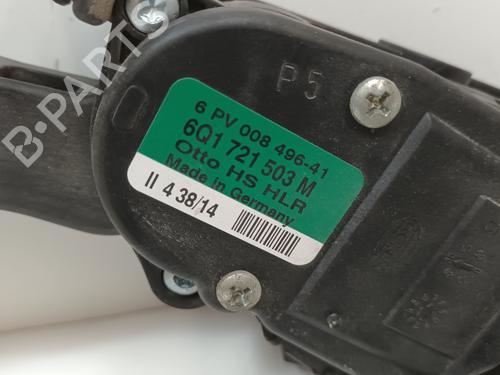 B-PARTS
P5
6 PV 008 496-41
6Q1 721 503 M
Otto HS HLR
Made in Germany
II 4 38/14